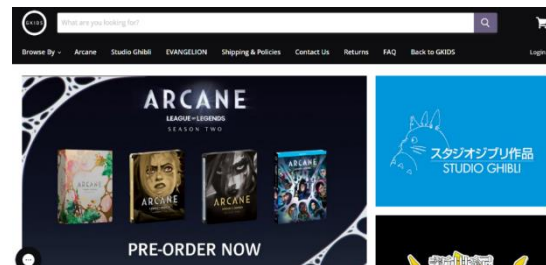 GKIDS
What are you looking for?
Browse By
Arcane
Studio Ghibli
EVANGELION
Shipping & Policies
Contact Us
Returns
FAQ
Back to GKIDS
Login
ARCANE
LEAGUE OF LEGENDS
SEASON TWO
ARCANE
ARCANE
ARCANE
PRE-ORDER NOW
スタジオジブリ作品
STUDIO GHIBLI